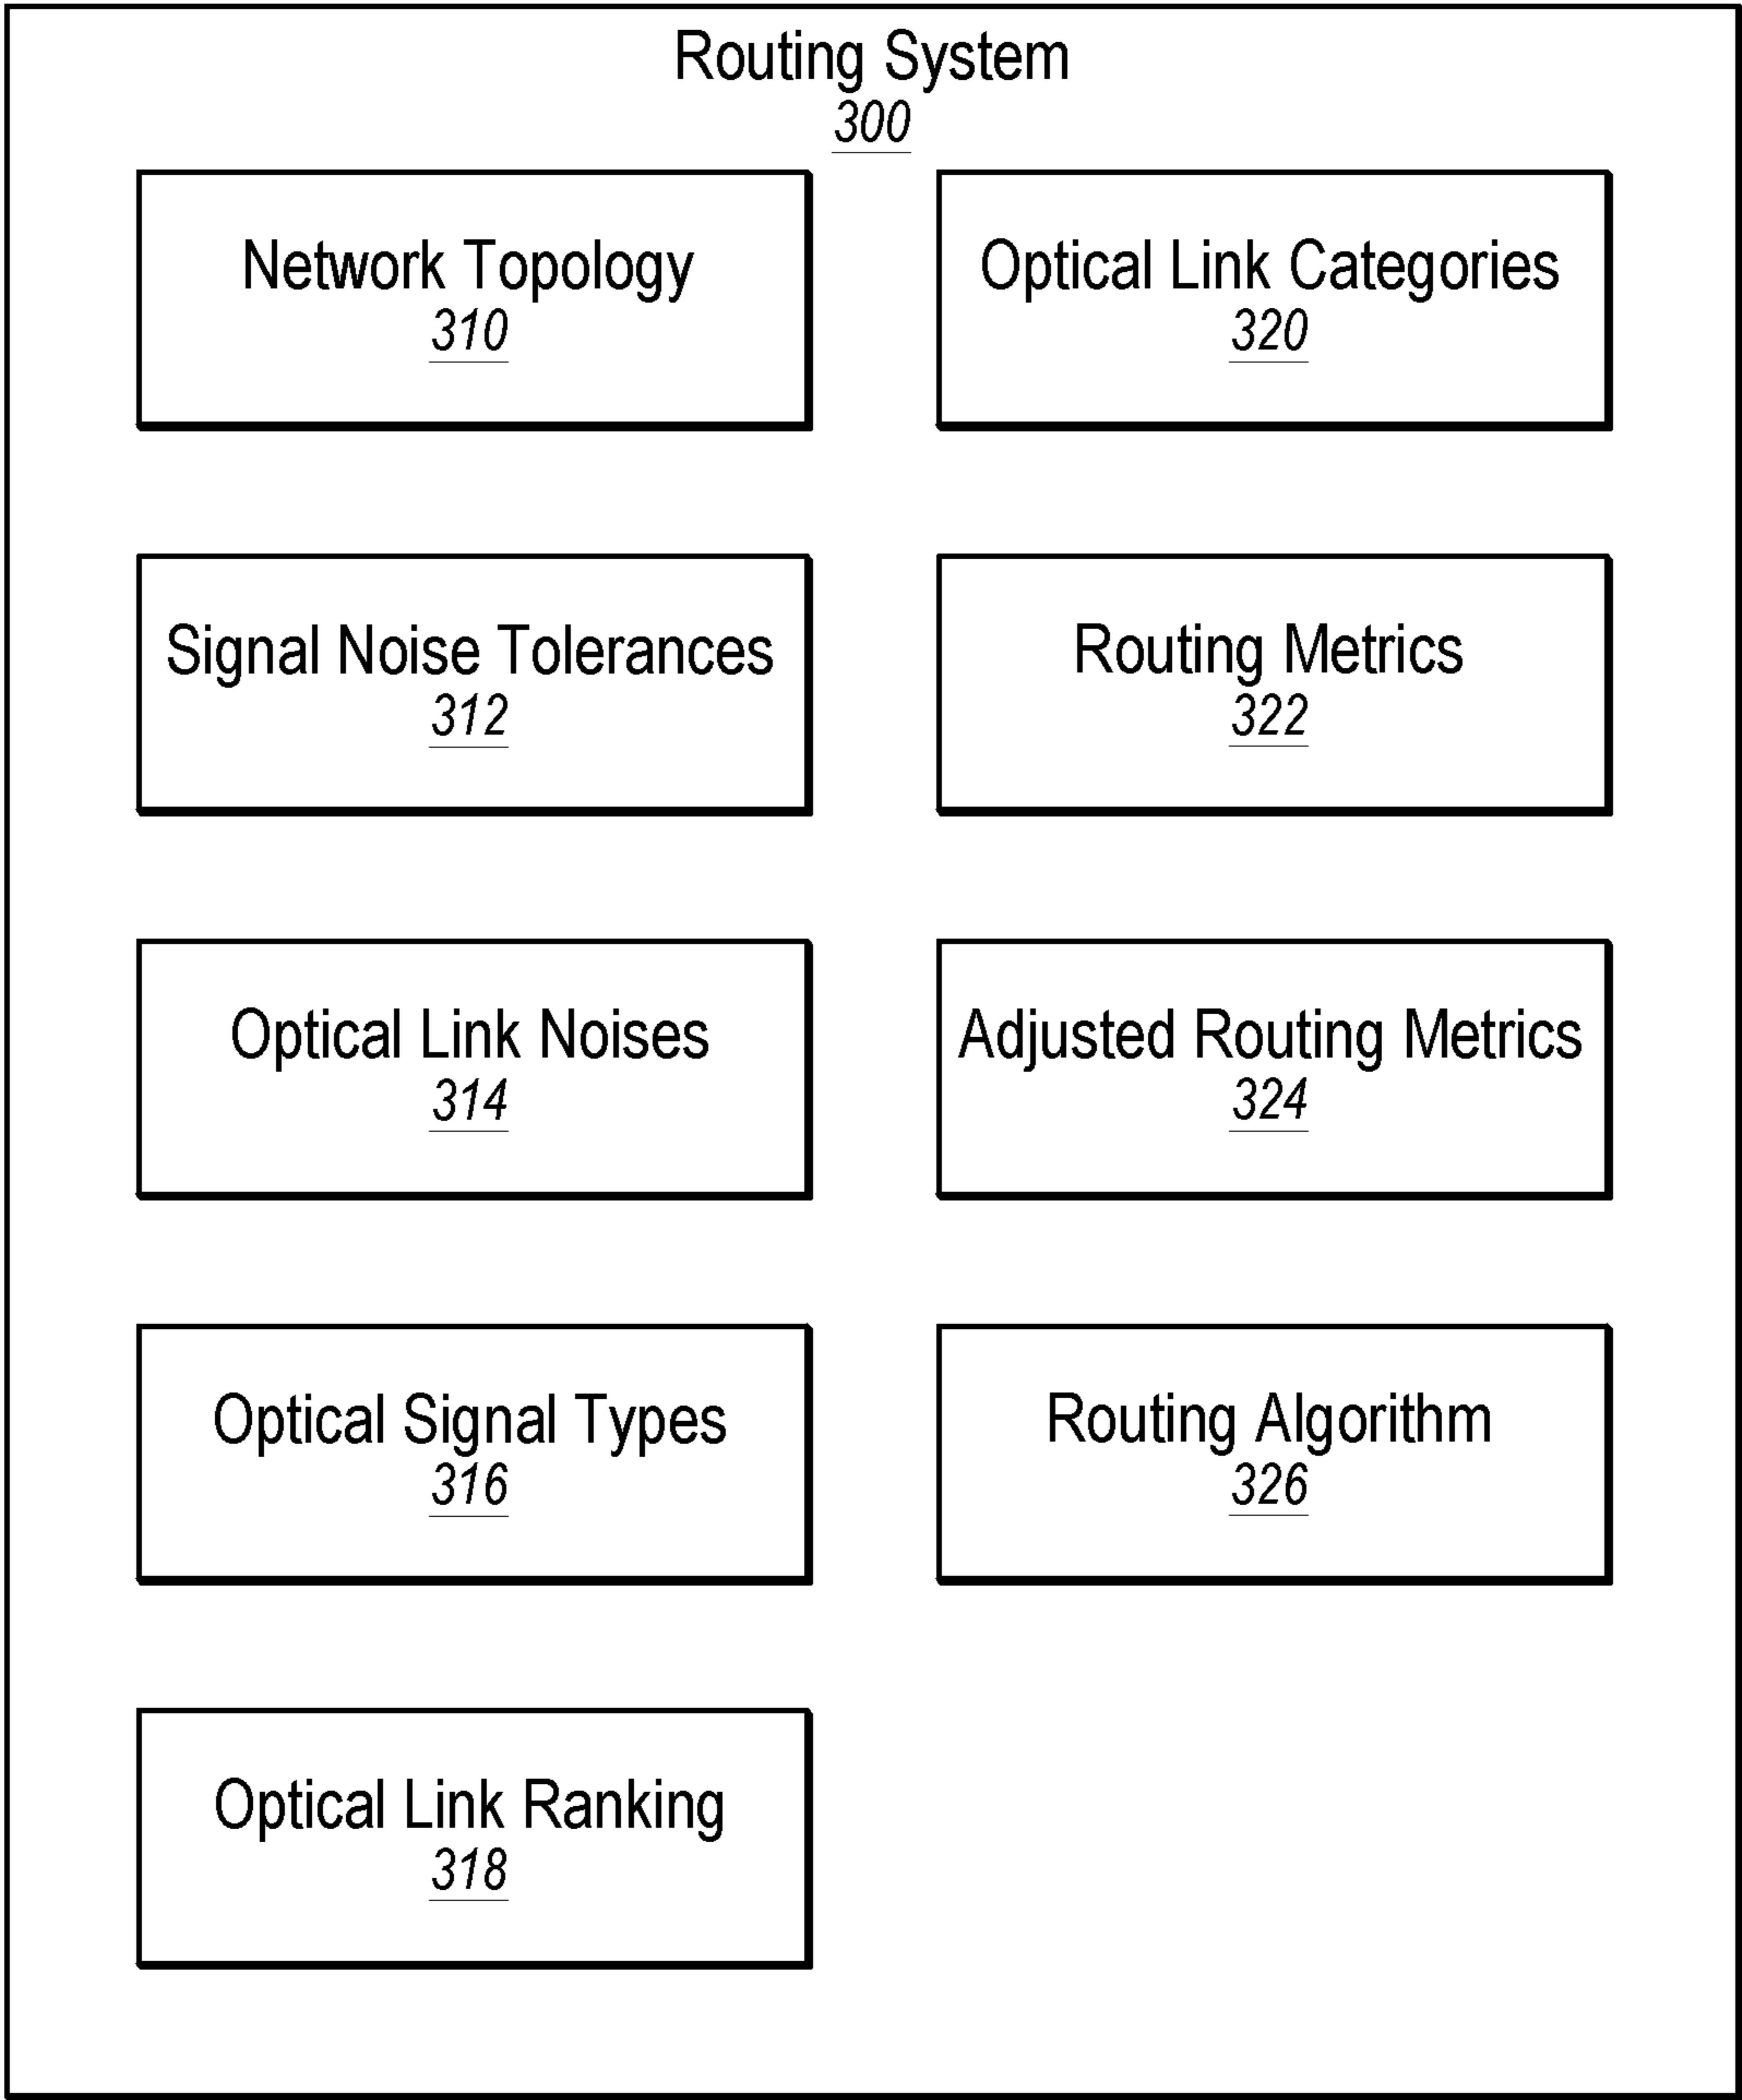 Routing System
300
Network Topology
310
Optical Link Categories
320
Signal Noise Tolerances
312
Routing Metrics
322
Optical Link Noises
314
Adjusted Routing Metrics
324
Optical Signal Types
316
Routing Algorithm
326
Optical Link Ranking
318